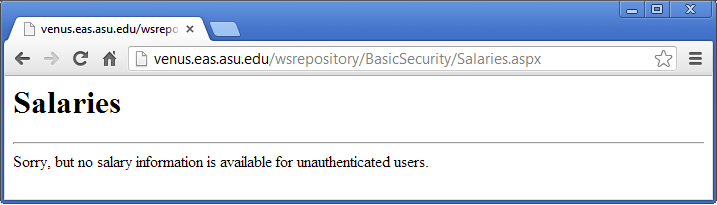 venus.eas.asu.edu/wsrepo
venus.eas.asu.edu/wsrepository/BasicSecurity/Salaries.aspx
Salaries
Sorry, but no salary information is available for unauthenticated users.